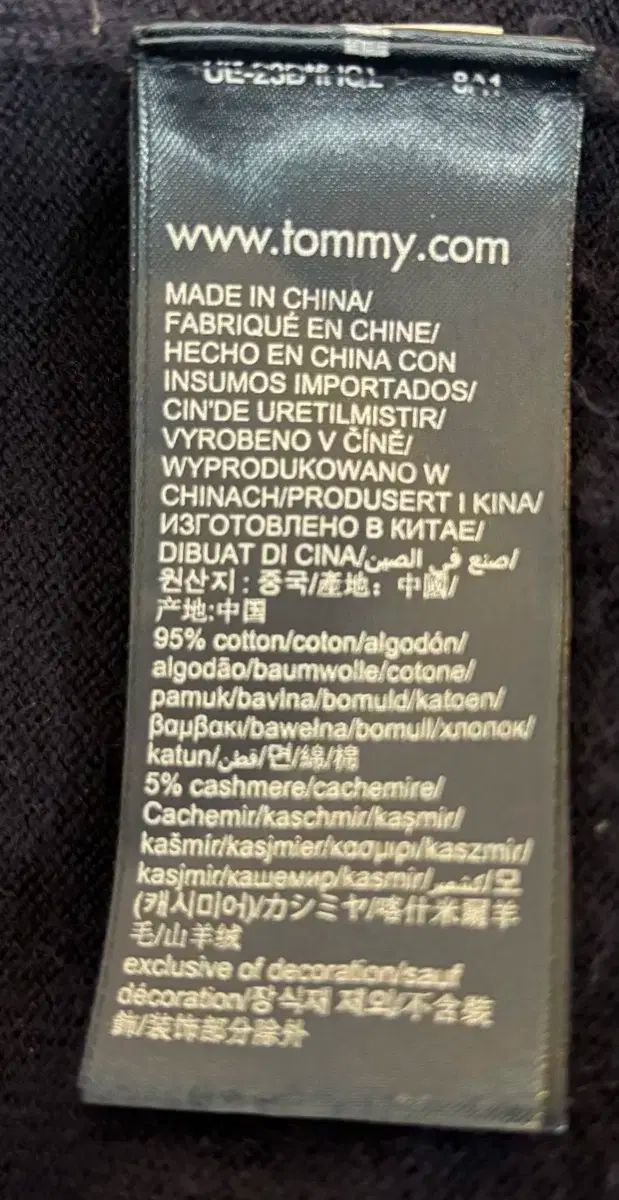 www.tommy.com
MADE IN CHINA/
FABRIQUÉ EN CHINE/
HECHO EN CHINA CON
INSUMOS IMPORTADOS/
CIN'DE URETILMISTIR/
VYROBENO V ČÍNĚ/
WYPRODUKOWANO W
CHINACH/PRODUSERT I KINA/
ИЗГОТОВЛЕНО В КИТАЕ/
DIBUAT DI CINA/صنع في الصين/
원산지 : 중국/產地: 中國/
产地:中国
95% cotton/coton/algodón/
algodão/baumwolle/cotone/
pamuk/bavlna/bomuld/katoen/
βαμβακι/bawełna/bomull/хлопок/
katun/قطن/면/綿/棉
5% cashmere/cachemire/
Cachemir/kaschmir/kaşmir/
kašmír/kasjmier/κασμιρι/kaszmir/
kasjmir/кашемир/kasmir/كشمير/모
(캐시미어)/カシミヤ/喀什米羅羊
毛/山羊绒
exclusive of decoration/sauf
décoration/장식재 제외/不含裝
飾/装饰部分除外